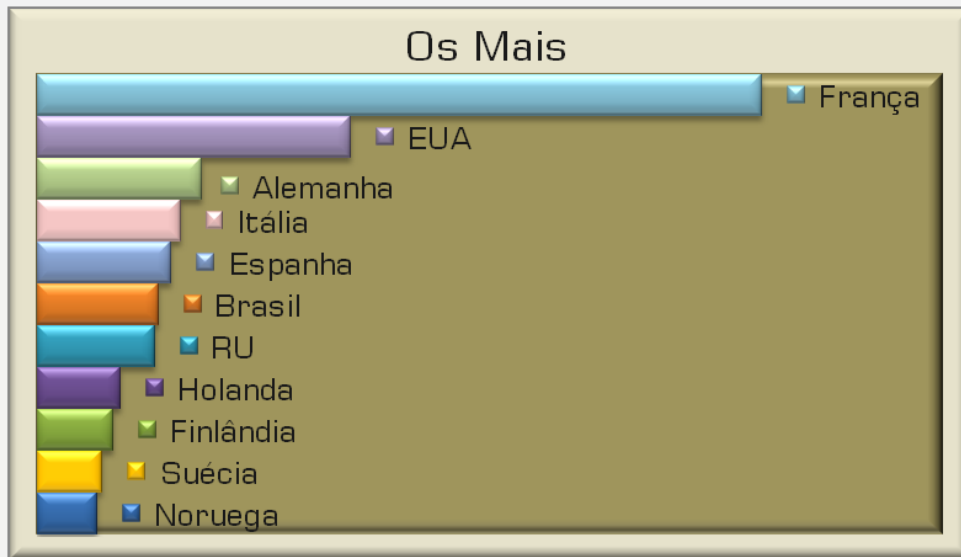 Os Mais
França
EUA
Alemanha
Itália
Espanha
Brasil
RU
Holanda
Finlândia
Suécia
Noruega